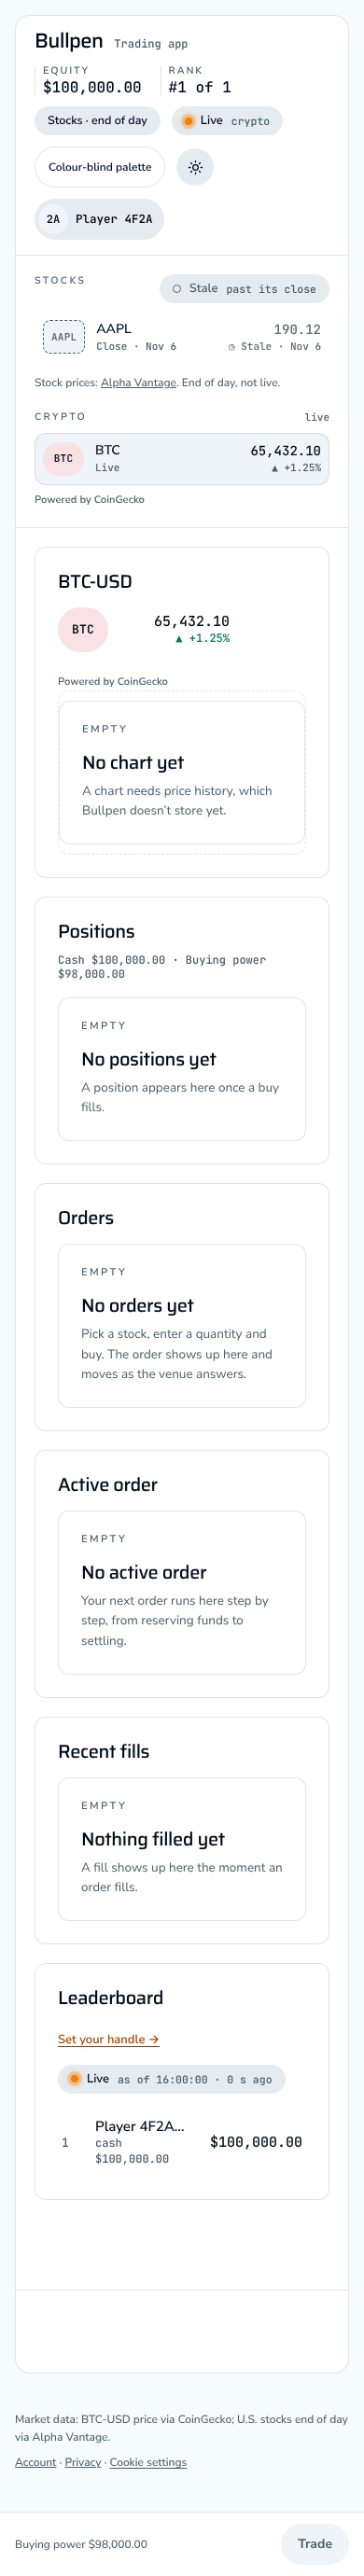 Bullpen Trading app
EQUITY RANK
$100,000.00 #1 of 1
Stocks · end of day Live crypto
Colour-blind palette
2A Player 4F2A
STOCKS Stale past its close
AAPL AAPL 190.12
Close · Nov 6 Stale · Nov 6
Stock prices: Alpha Vantage. End of day, not live.
CRYPTO live
BTC BTC 65,432.10
Live ▲ +1.25%
Powered by CoinGecko
BTC-USD
BTC 65,432.10
▲ +1.25%
Powered by CoinGecko
EMPTY
No chart yet
A chart needs price history, which
Bullpen doesn’t store yet.
Positions
Cash $100,000.00 · Buying power
$98,000.00
EMPTY
No positions yet
A position appears here once a buy
fills.
Orders
EMPTY
No orders yet
Pick a stock, enter a quantity and
buy. The order shows up here and
moves as the venue answers.
Active order
EMPTY
No active order
Your next order runs here step by
step, from reserving funds to
settling.
Recent fills
EMPTY
Nothing filled yet
A fill shows up here the moment an
order fills.
Leaderboard
Set your handle →
Live as of 16:00:00 · 0 s ago
1 Player 4F2A… $100,000.00
cash
$100,000.00
Market data: BTC-USD price via CoinGecko; U.S. stocks end of day
via Alpha Vantage.
Account · Privacy · Cookie settings
Buying power $98,000.00 Trade